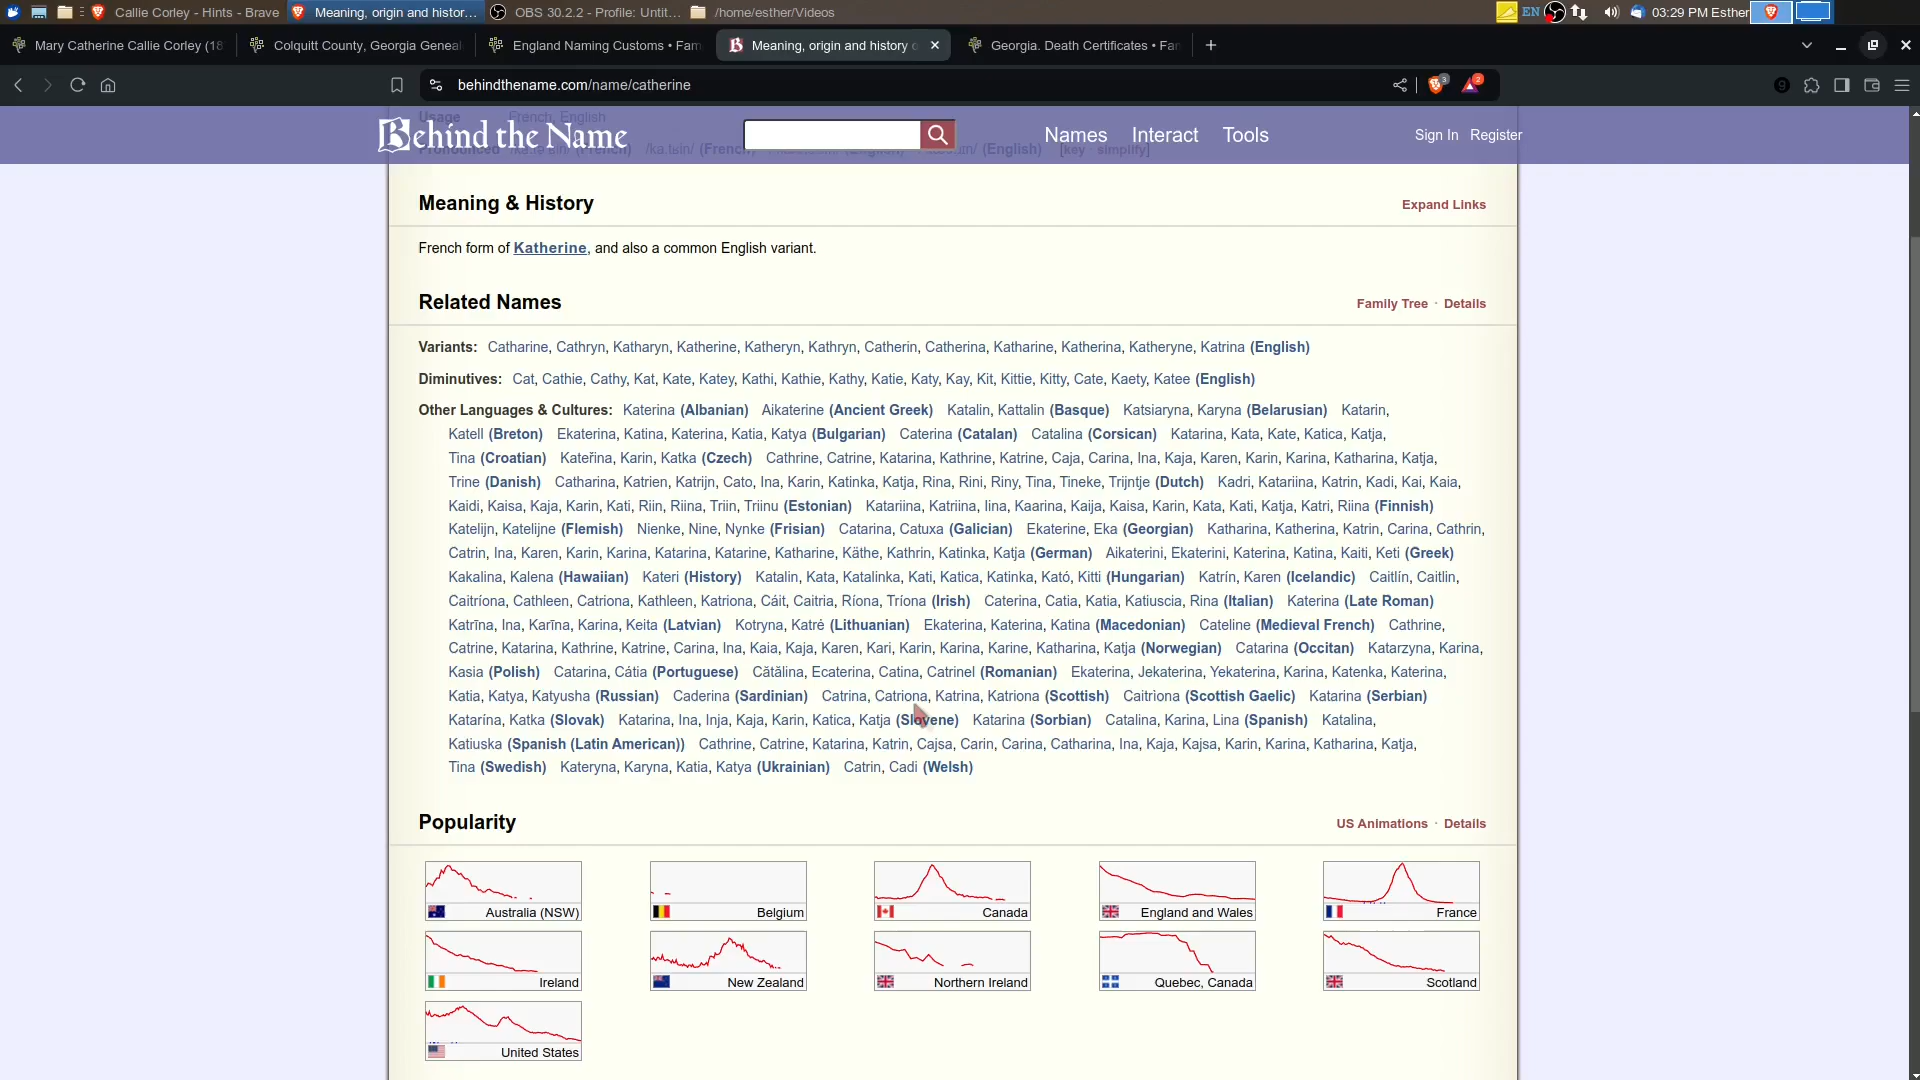 Callie Corley - Hints - Brave
Meaning, origin and histor...
OBS 30.2.2 - Profile: Untit...
/home/esther/Videos
EN
03:29 PM Esther
Mary Catherine Callie Corley (18
Colquitt County, Georgia Geneal
England Naming Customs • Fam
Meaning, origin and history o
Georgia. Death Certificates • Fan
behindthename.com/name/catherine
3
2
Usage French, English
Behind the Name
Names Interact Tools
Sign In Register
Pronounced (French) (French) (English) [key · simplify]
Meaning & History
Expand Links
French form of Katherine, and also a common English variant.
Related Names
Family Tree · Details
Variants: Catharine, Cathryn, Katharyn, Katherine, Katheryn, Kathryn, Catherin, Catherina, Katharine, Katherina, Katheryne, Katrina (English)
Diminutives: Cat, Cathie, Cathy, Kat, Kate, Katey, Kathi, Kathie, Kathy, Katie, Katy, Kay, Kit, Kittie, Kitty, Cate, Kaety, Katee (English)
Other Languages & Cultures: Katerina (Albanian) Aikaterine (Ancient Greek) Katalin, Kattalin (Basque) Katsiaryna, Karyna (Belarusian) Katarin,
Katell (Breton) Ekaterina, Katina, Katerina, Katia, Katya (Bulgarian) Caterina (Catalan) Catalina (Corsican) Katarina, Kata, Kate, Katica, Katja,
Tina (Croatian) Kateřina, Karin, Katka (Czech) Cathrine, Catrine, Katarina, Kathrine, Katrine, Caja, Carina, Ina, Kaja, Karen, Karin, Karina, Katharina, Katja,
Trine (Danish) Catharina, Katrien, Katrijn, Cato, Ina, Karin, Katinka, Katja, Rina, Rini, Riny, Tina, Tineke, Trijntje (Dutch) Kadri, Katariina, Katrin, Kadi, Kai, Kaia,
Kaidi, Kaisa, Kaja, Karin, Kati, Riin, Riina, Triin, Triinu (Estonian) Katariina, Katriina, Iina, Kaarina, Kaija, Kaisa, Karin, Kata, Kati, Katja, Katri, Riina (Finnish)
Katelijn, Katelijne (Flemish) Nienke, Nine, Nynke (Frisian) Catarina, Catuxa (Galician) Ekaterine, Eka (Georgian) Katharina, Katherina, Katrin, Carina, Cathrin,
Catrin, Ina, Karen, Karin, Karina, Katarina, Katarine, Katharine, Käthe, Kathrin, Katinka, Katja (German) Aikaterini, Ekaterini, Katerina, Katina, Kaiti, Keti (Greek)
Kakalina, Kalena (Hawaiian) Kateri (History) Katalin, Kata, Katalinka, Kati, Katica, Katinka, Kató, Kitti (Hungarian) Katrín, Karen (Icelandic) Caitlín, Caitlin,
Caitríona, Cathleen, Catriona, Kathleen, Katriona, Cáit, Caitria, Ríona, Tríona (Irish) Caterina, Catia, Katia, Katiuscia, Rina (Italian) Katerina (Late Roman)
Katrīna, Ina, Karīna, Karina, Keita (Latvian) Kotryna, Katrė (Lithuanian) Ekaterina, Katerina, Katina (Macedonian) Cateline (Medieval French) Cathrine,
Catrine, Katarina, Kathrine, Katrine, Carina, Ina, Kaia, Kaja, Karen, Kari, Karin, Karina, Karine, Katharina, Katja (Norwegian) Catarina (Occitan) Katarzyna, Karina,
Kasia (Polish) Catarina, Cátia (Portuguese) Cătălina, Ecaterina, Catina, Catrinel (Romanian) Ekaterina, Jekaterina, Yekaterina, Karina, Katenka, Katerina,
Katia, Katya, Katyusha (Russian) Caderina (Sardinian) Catrina, Catriona, Katrina, Katriona (Scottish) Caitrìona (Scottish Gaelic) Katarina (Serbian)
Katarína, Katka (Slovak) Katarina, Ina, Inja, Kaja, Karin, Katica, Katja (Slovene) Katarina (Sorbian) Catalina, Karina, Lina (Spanish) Katalina,
Katiuska (Spanish (Latin American)) Cathrine, Catrine, Katarina, Katrin, Cajsa, Carin, Carina, Catharina, Ina, Kaja, Kajsa, Karin, Karina, Katharina, Katja,
Tina (Swedish) Kateryna, Karyna, Katia, Katya (Ukrainian) Catrin, Cadi (Welsh)
Popularity
US Animations · Details
Australia (NSW) Belgium Canada England and Wales France
Ireland New Zealand Northern Ireland Quebec, Canada Scotland
United States